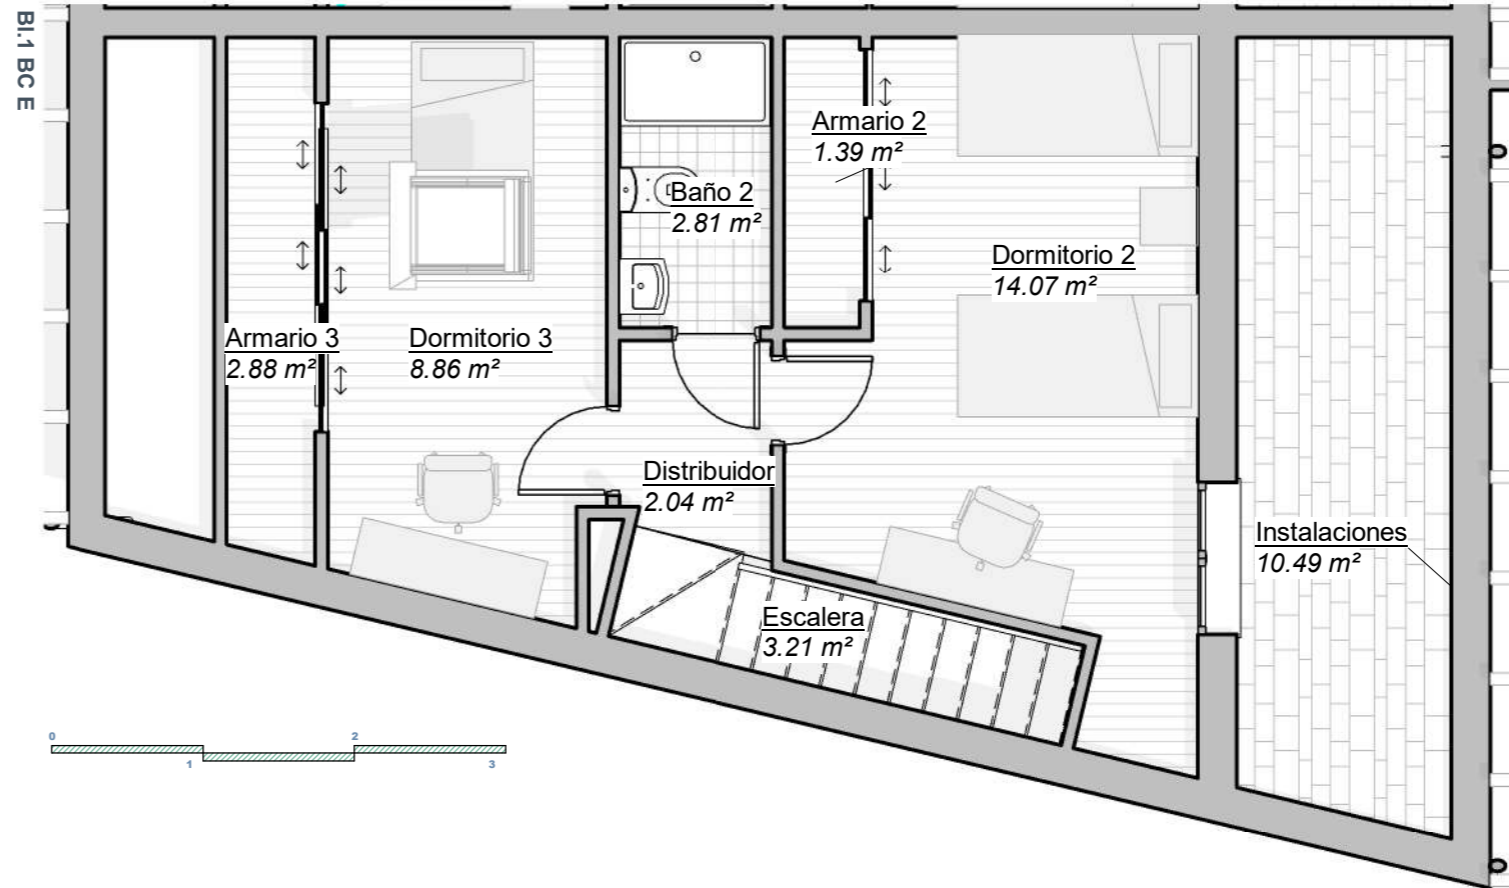 BI.1 BC E
Armario 2
1.39 m²
Baño 2
2.81 m²
Dormitorio 2
14.07 m²
Armario 3
2.88 m²
Dormitorio 3
8.86 m²
Distribuidor
2.04 m²
Instalaciones
10.49 m²
Escalera
3.21 m²
0
2
1
3